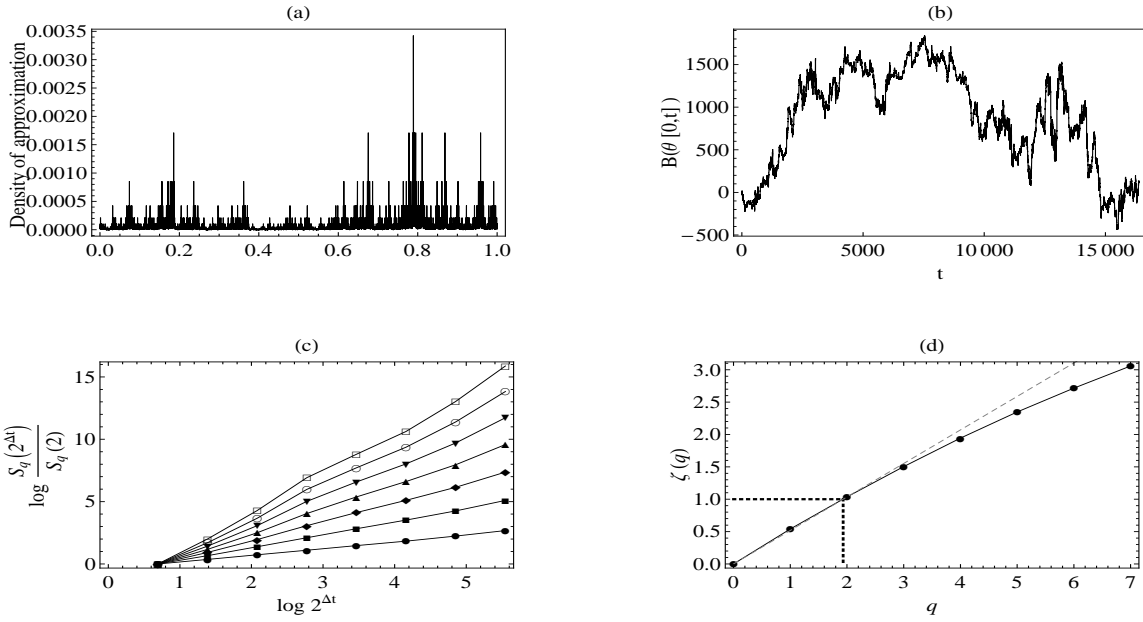 (a)
Density of approximation
0.0035
0.0030
0.0025
0.0020
0.0015
0.0010
0.0005
0.0000
0.0 0.2 0.4 0.6 0.8 1.0
(b)
B(θ [0,t])
1500
1000
500
0
−500
0 5000 10 000 15 000
t
(c)
log S_q(2^Δt) / S_q(2)
15
10
5
0
0 1 2 3 4 5
log 2^Δt
(d)
ζ(q)
3.0
2.5
2.0
1.5
1.0
0.5
0.0
0 1 2 3 4 5 6 7
q